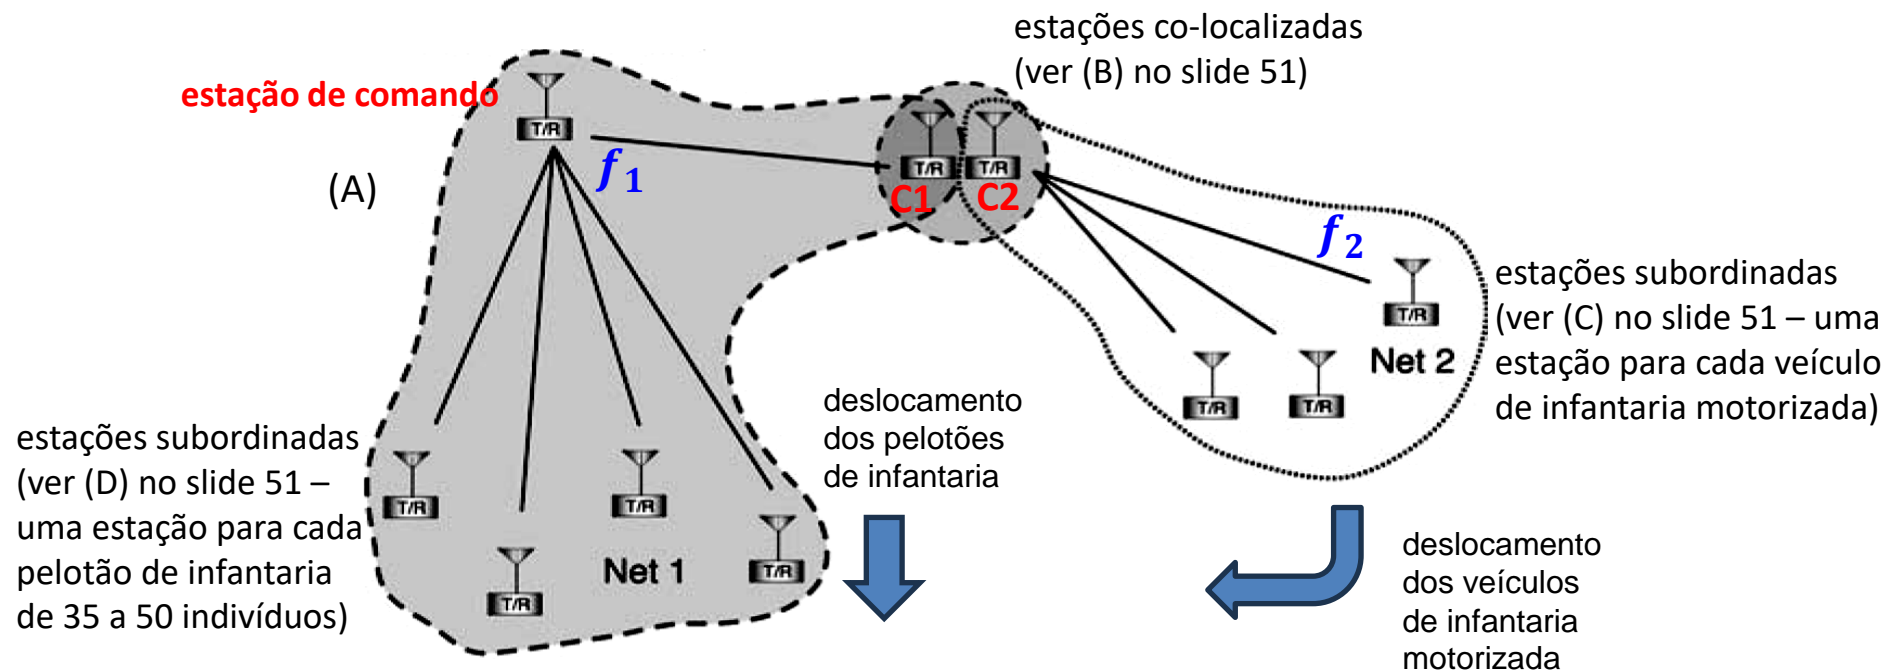 estações co-localizadas
(ver (B) no slide 51)
estação de comando
T/R
T/R
T/R
f1
C1
C2
(A)
f2
estações subordinadas
(ver (C) no slide 51 – uma
estação para cada veículo
de infantaria motorizada)
T/R
Net 2
T/R
T/R
deslocamento
dos pelotões
de infantaria
estações subordinadas
(ver (D) no slide 51 –
uma estação para cada
pelotão de infantaria
de 35 a 50 indivíduos)
T/R
T/R
T/R
T/R
Net 1
deslocamento
dos veículos
de infantaria
motorizada